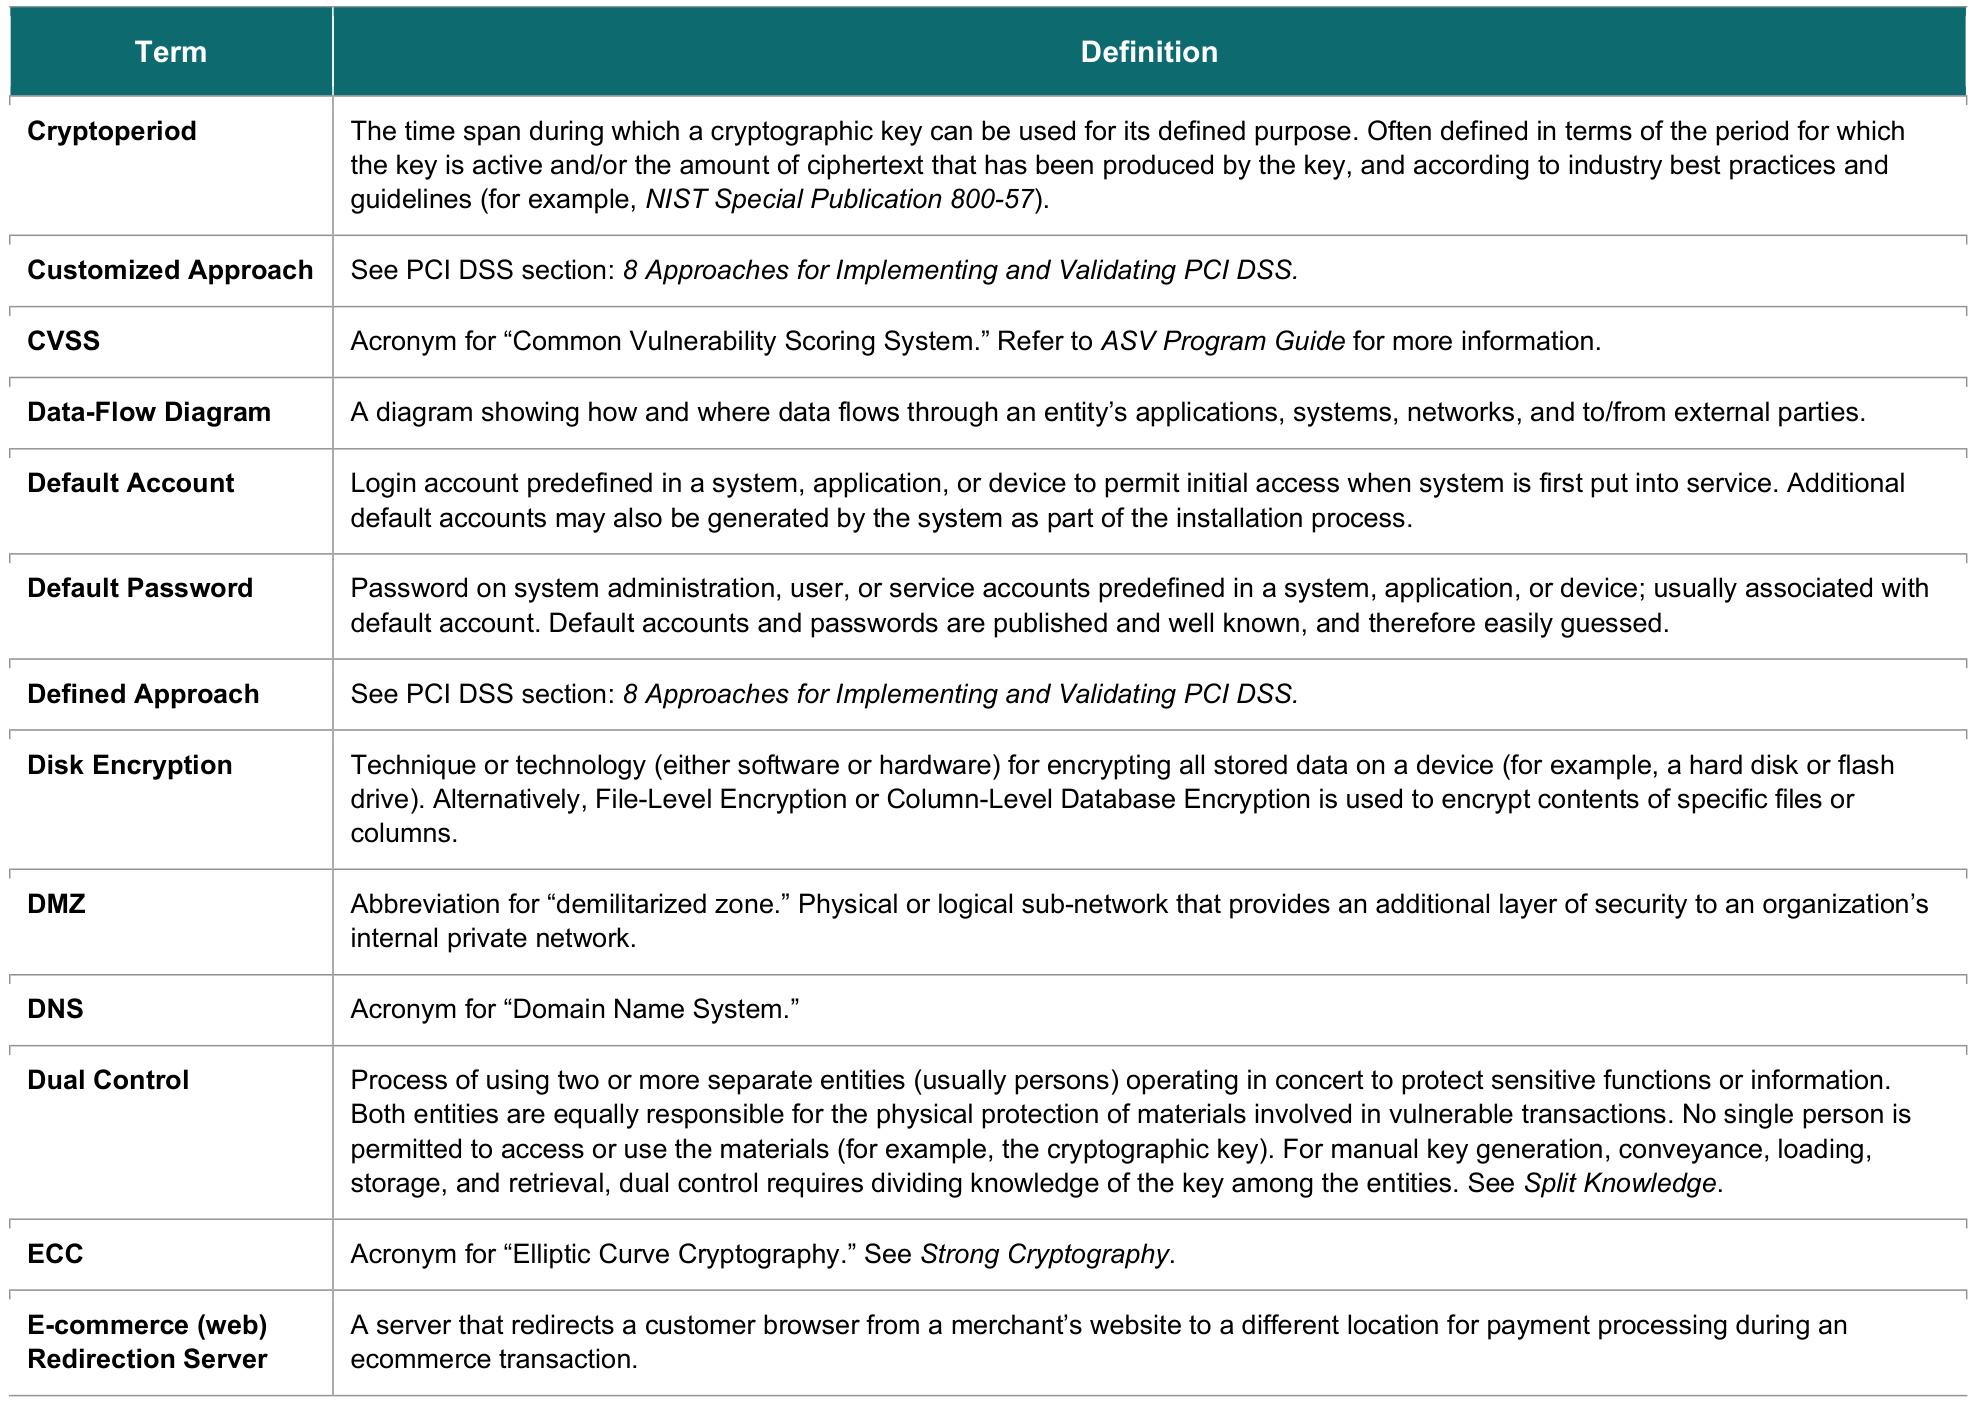 Term
Definition
Cryptoperiod
The time span during which a cryptographic key can be used for its defined purpose. Often defined in terms of the period for which
the key is active and/or the amount of ciphertext that has been produced by the key, and according to industry best practices and
guidelines (for example, NIST Special Publication 800-57).
Customized Approach
See PCI DSS section: 8 Approaches for Implementing and Validating PCI DSS.
CVSS
Acronym for “Common Vulnerability Scoring System.” Refer to ASV Program Guide for more information.
Data-Flow Diagram
A diagram showing how and where data flows through an entity’s applications, systems, networks, and to/from external parties.
Default Account
Login account predefined in a system, application, or device to permit initial access when system is first put into service. Additional
default accounts may also be generated by the system as part of the installation process.
Default Password
Password on system administration, user, or service accounts predefined in a system, application, or device; usually associated with
default account. Default accounts and passwords are published and well known, and therefore easily guessed.
Defined Approach
See PCI DSS section: 8 Approaches for Implementing and Validating PCI DSS.
Disk Encryption
Technique or technology (either software or hardware) for encrypting all stored data on a device (for example, a hard disk or flash
drive). Alternatively, File-Level Encryption or Column-Level Database Encryption is used to encrypt contents of specific files or
columns.
DMZ
Abbreviation for “demilitarized zone.” Physical or logical sub-network that provides an additional layer of security to an organization’s
internal private network.
DNS
Acronym for “Domain Name System.”
Dual Control
Process of using two or more separate entities (usually persons) operating in concert to protect sensitive functions or information.
Both entities are equally responsible for the physical protection of materials involved in vulnerable transactions. No single person is
permitted to access or use the materials (for example, the cryptographic key). For manual key generation, conveyance, loading,
storage, and retrieval, dual control requires dividing knowledge of the key among the entities. See Split Knowledge.
ECC
Acronym for “Elliptic Curve Cryptography.” See Strong Cryptography.
E-commerce (web)
Redirection Server
A server that redirects a customer browser from a merchant’s website to a different location for payment processing during an
ecommerce transaction.